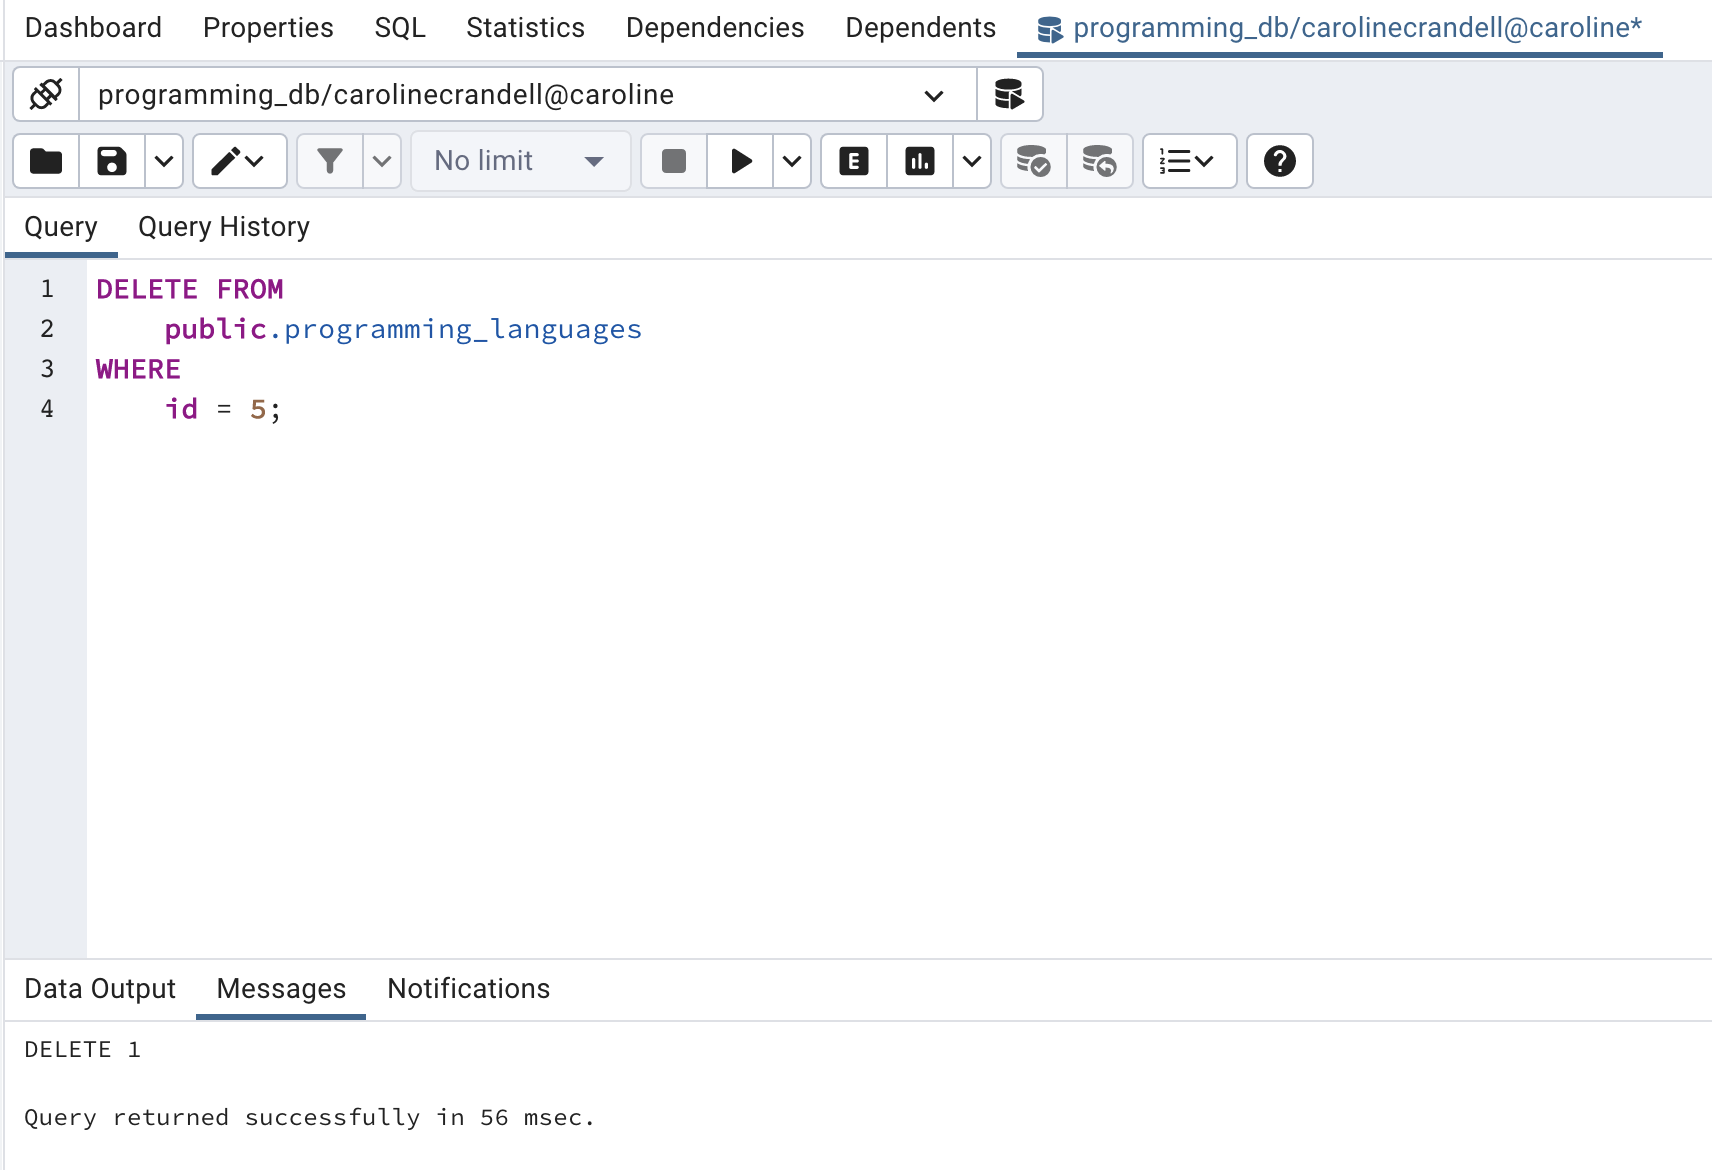 Dashboard Properties SQL Statistics Dependencies Dependents programming_db/carolinecrandell@caroline*
programming_db/carolinecrandell@caroline
No limit E
Query Query History
1 DELETE FROM
2 public.programming_languages
3 WHERE
4 id = 5;
Data Output Messages Notifications
DELETE 1
Query returned successfully in 56 msec.